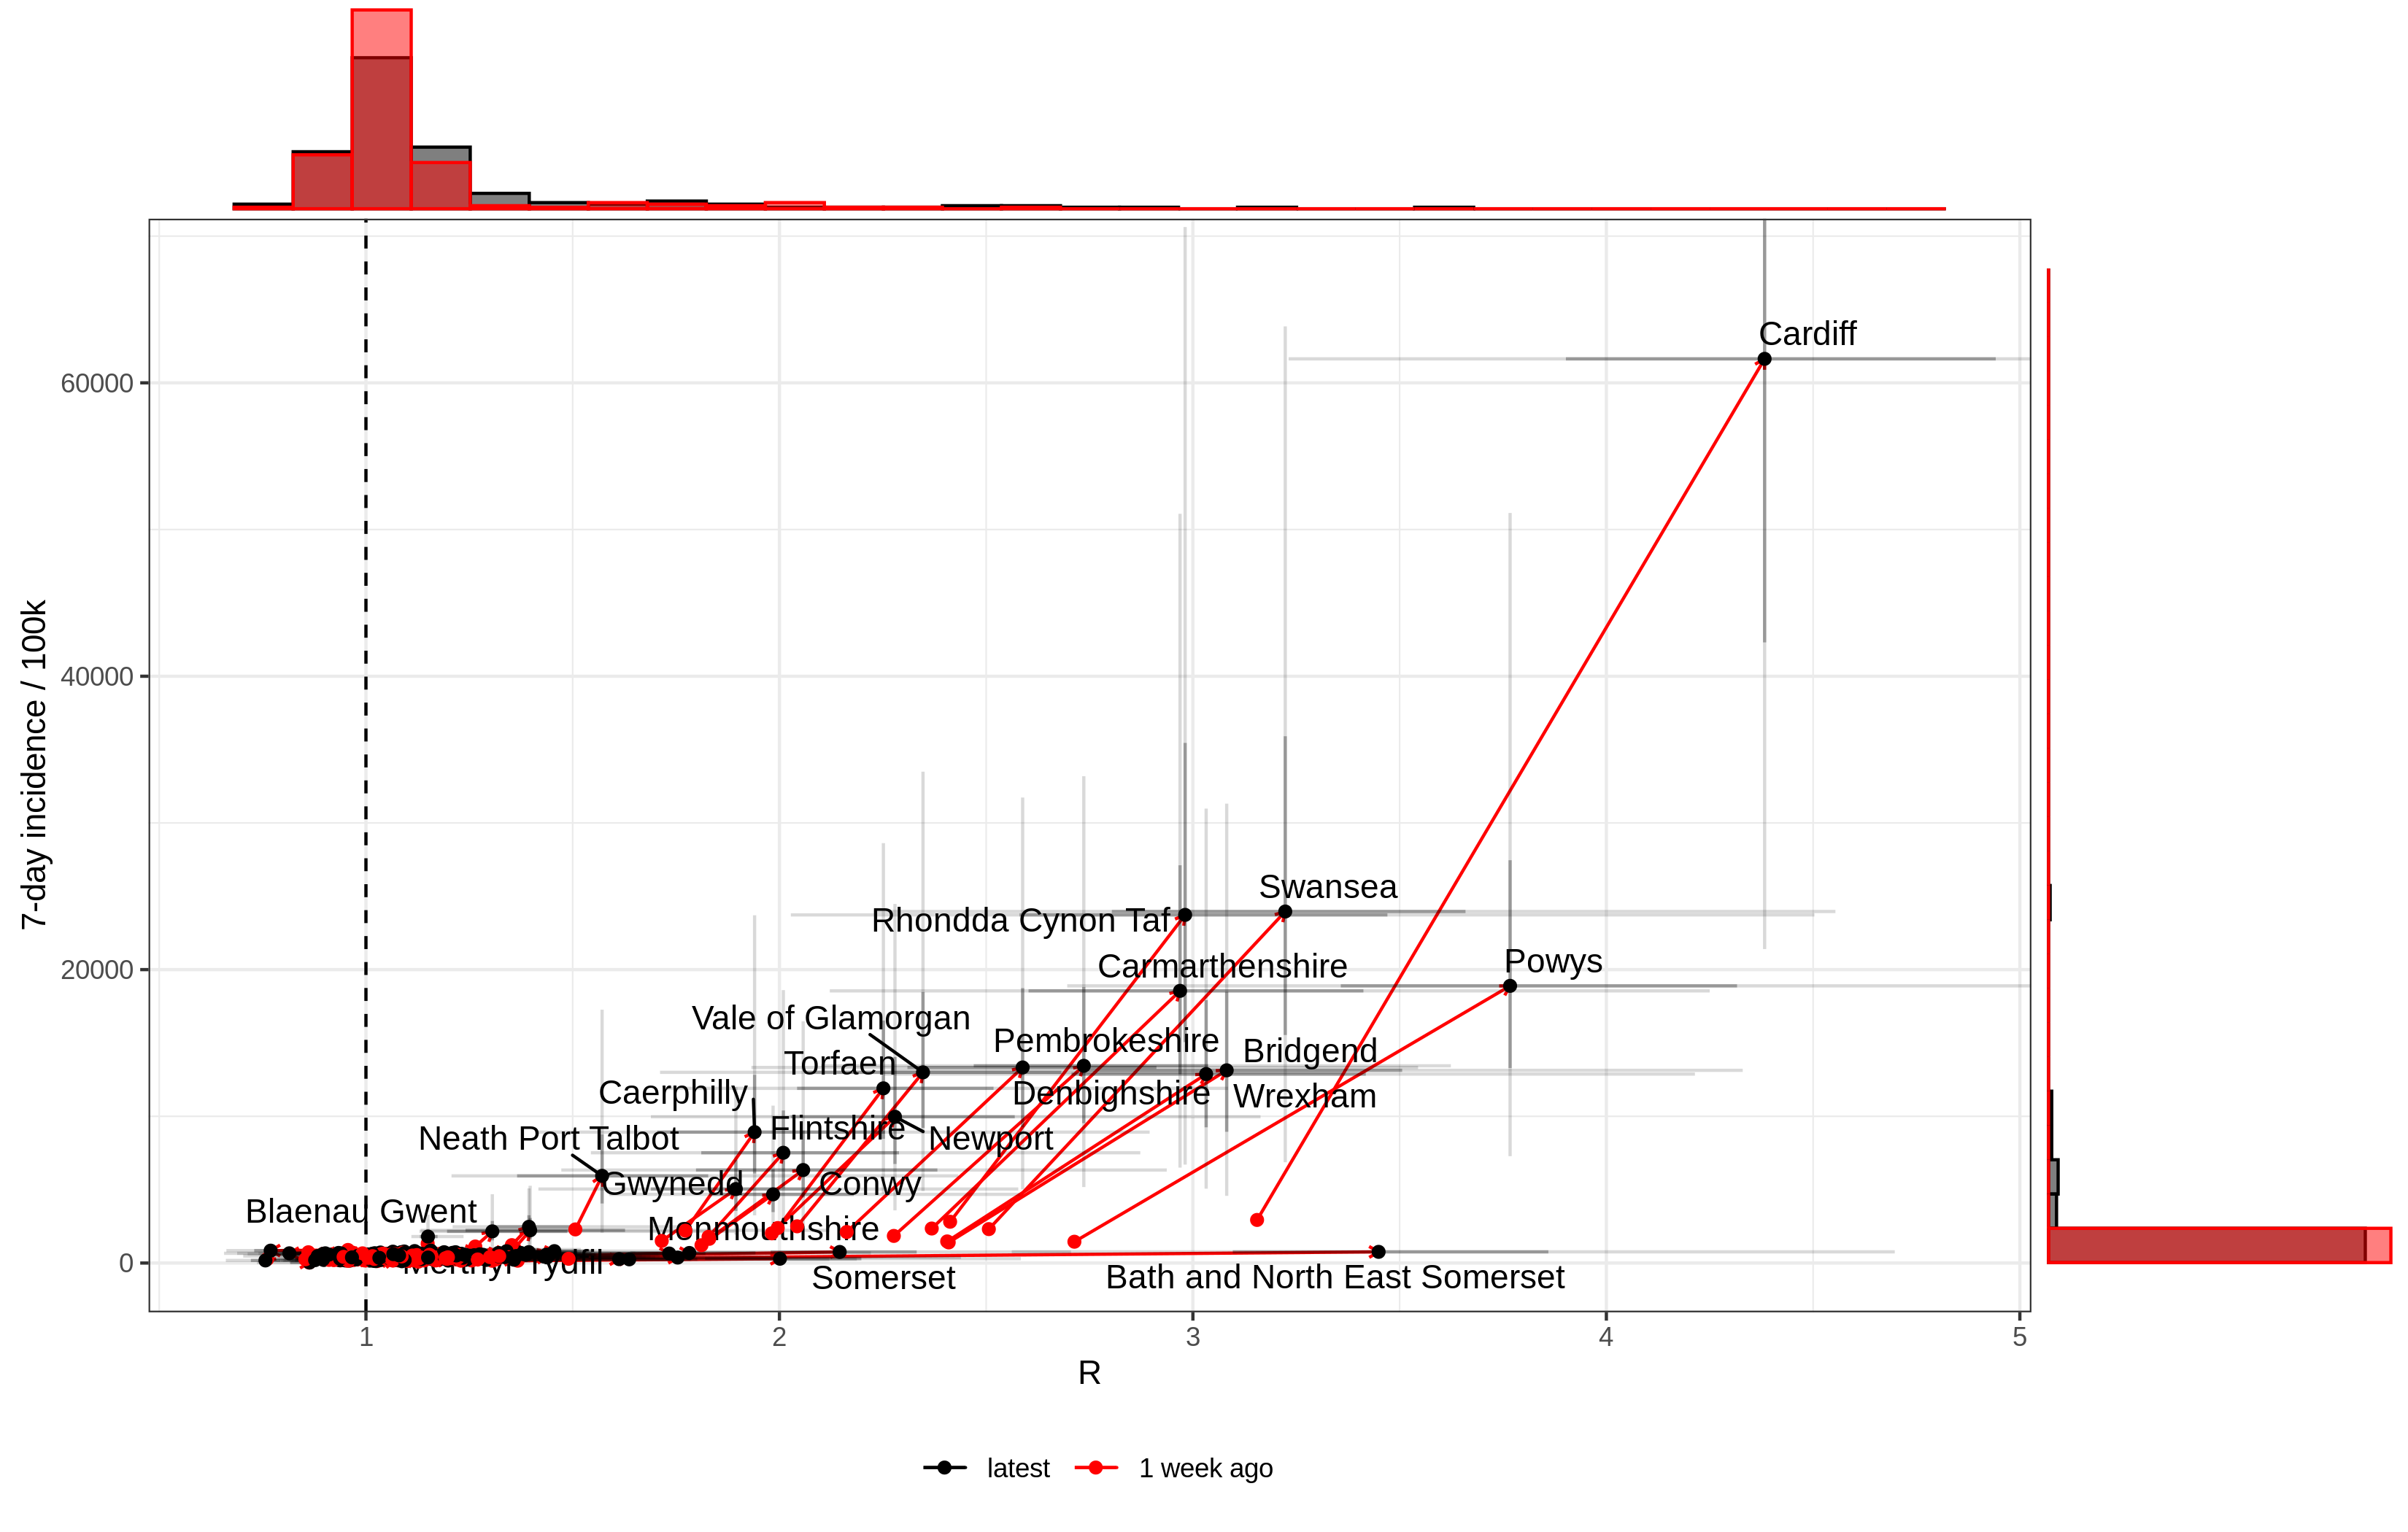 Cardiff
60000
7-day incidence / 100k
40000
Swansea
Rhondda Cynon Taf
20000
Carmarthenshire
Powys
Vale of Glamorgan
Pembrokeshire
Bridgend
Torfaen
Caerphilly
Denbighshire
Wrexham
Flintshire
Neath Port Talbot
Newport
Gwynedd
Conwy
Blaenau Gwent
Monmouthshire
0
Merthyr Tydfil
Somerset
Bath and North East Somerset
1
2
3
4
5
R
latest
1 week ago